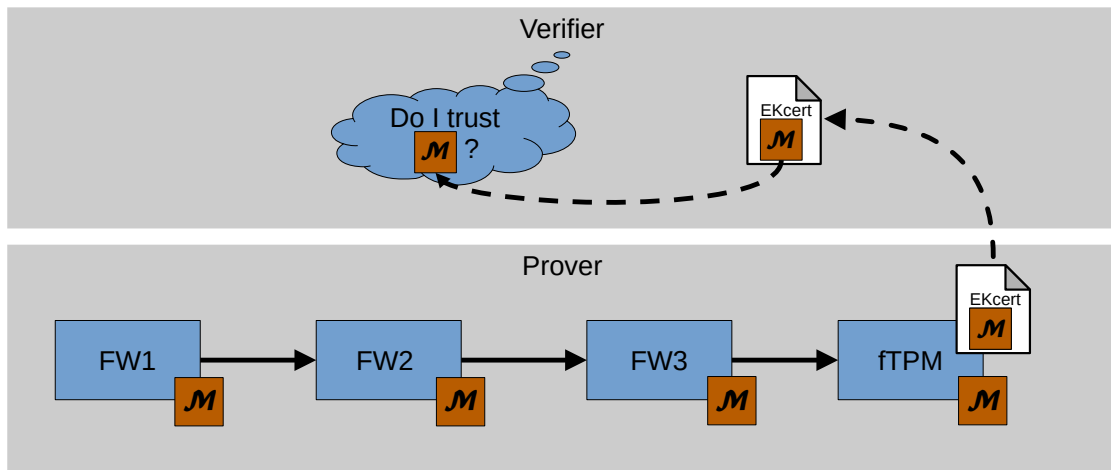 Verifier
Do I trust
M ?
EKcert
M
Prover
EKcert
M
FW1
FW2
FW3
fTPM
M
M
M
M